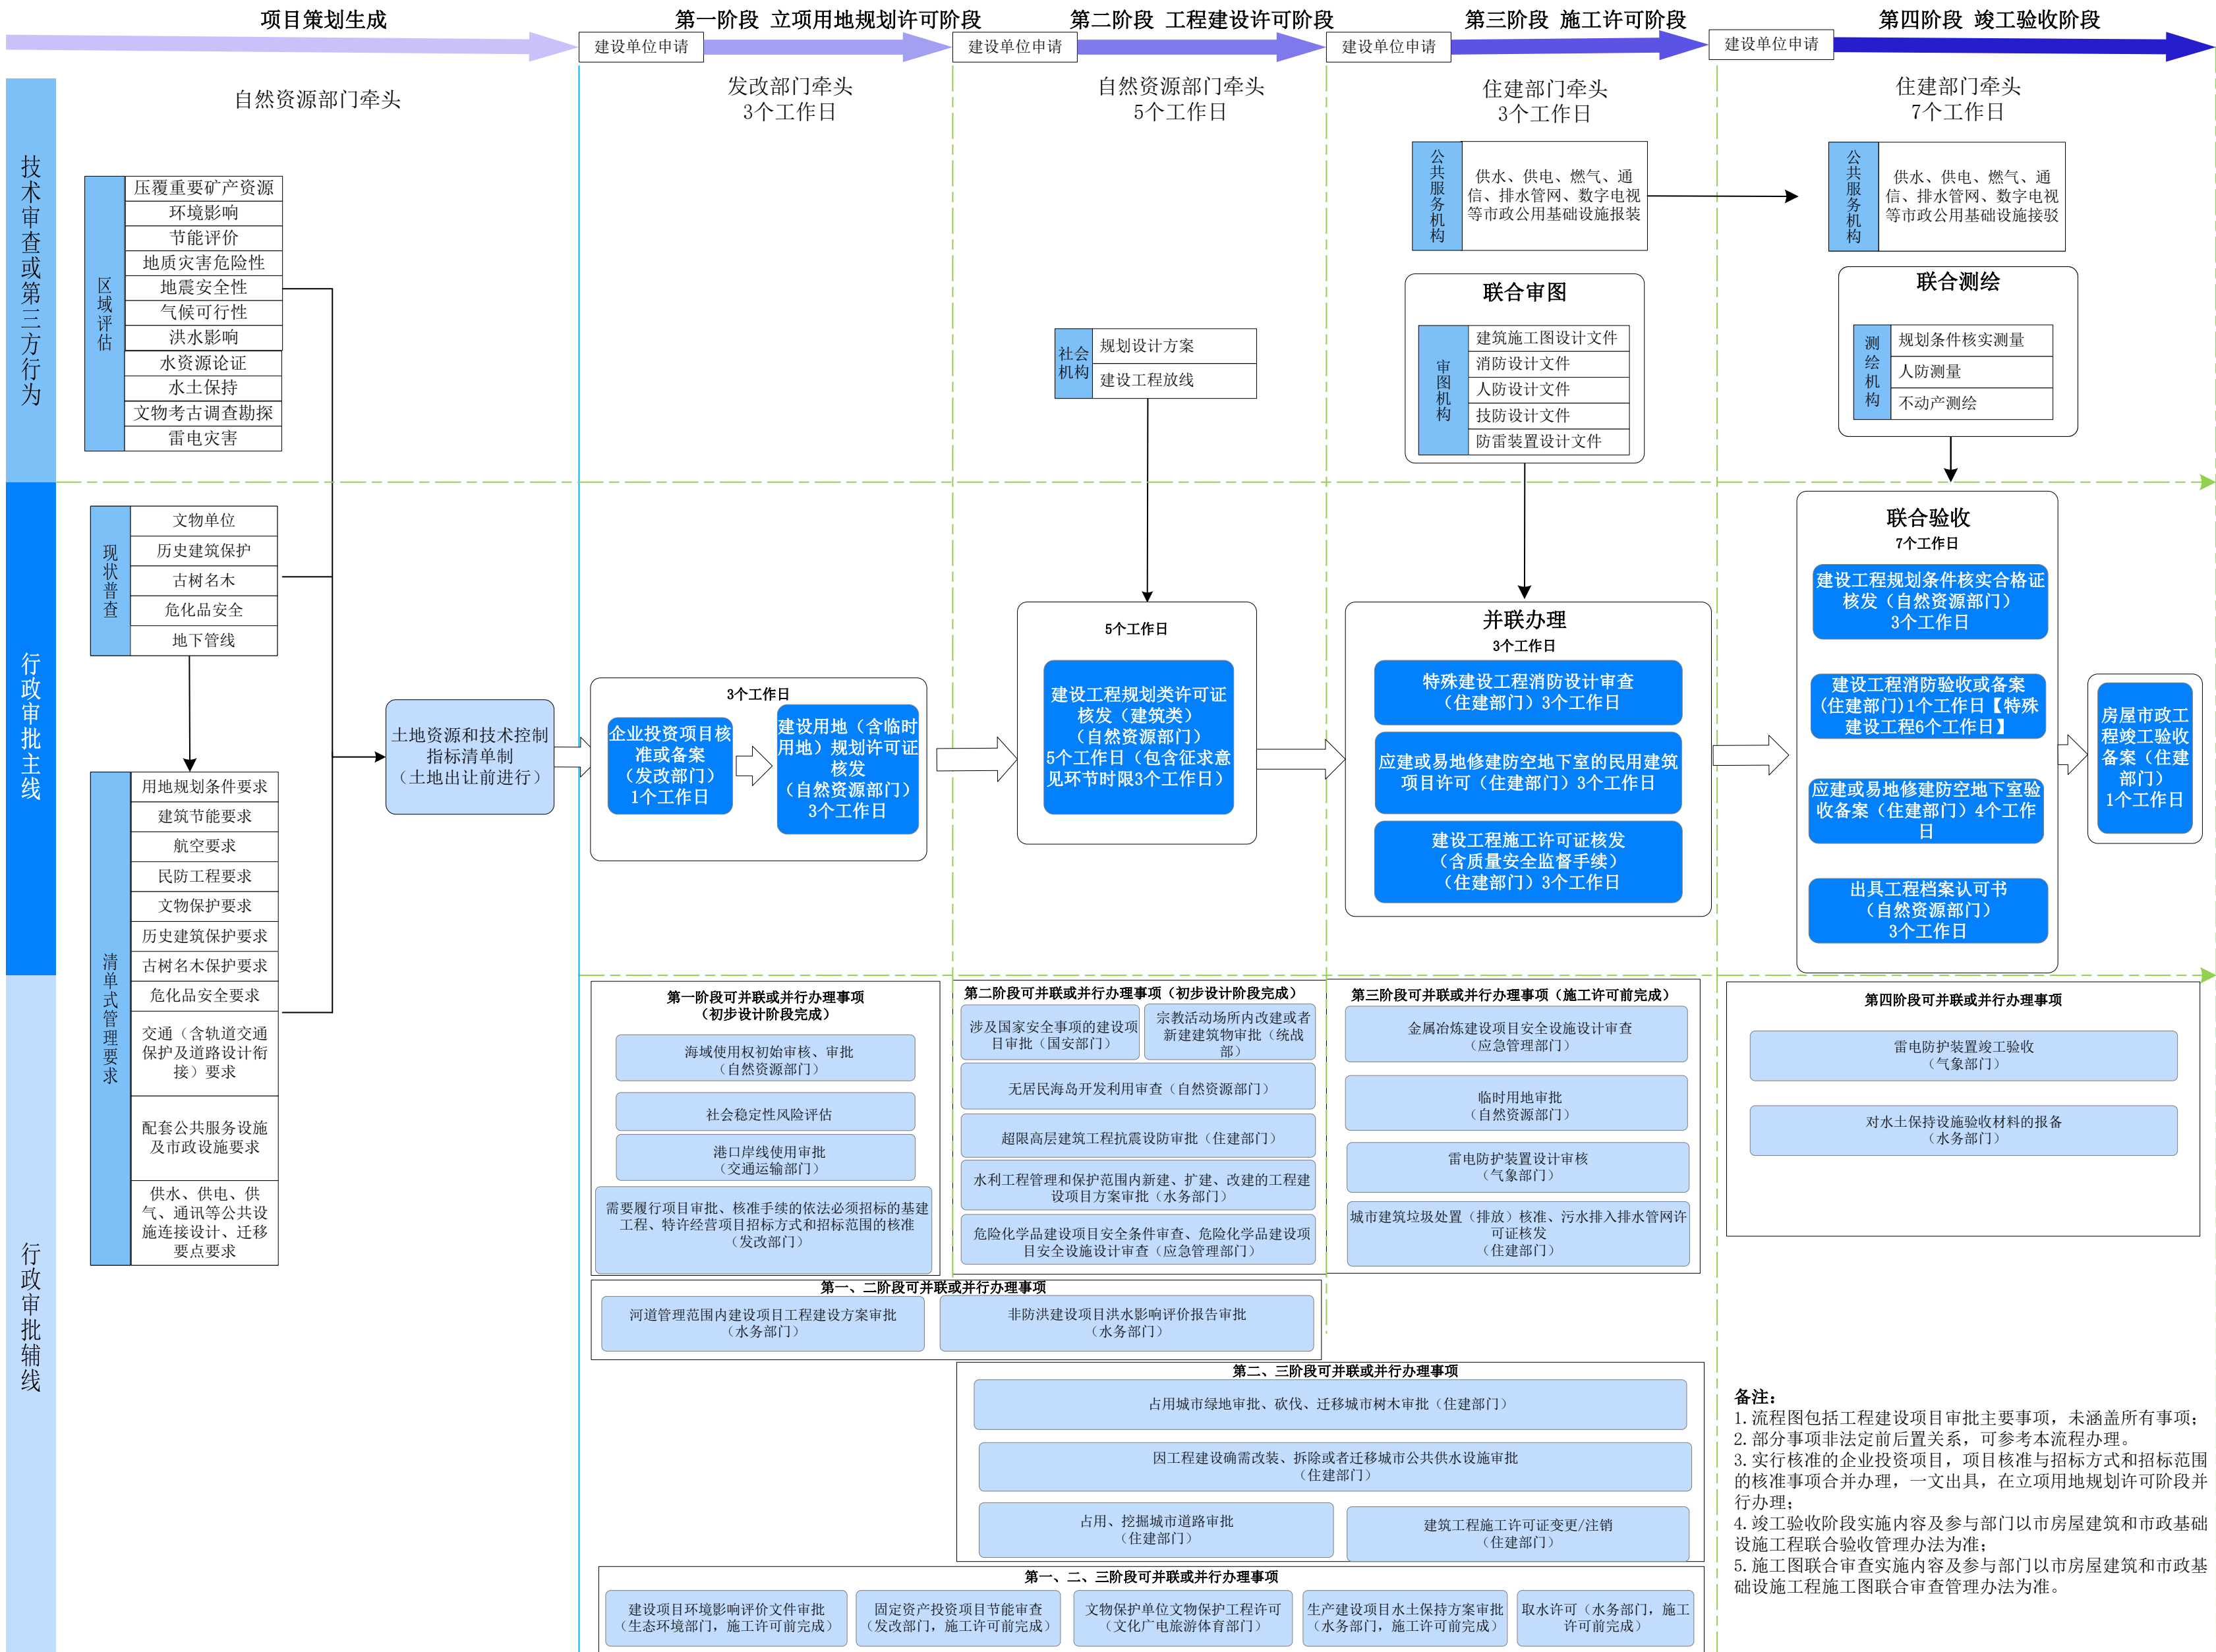 项目策划生成
第一阶段 立项用地规划许可阶段
第二阶段 工程建设许可阶段
第三阶段 施工许可阶段
第四阶段 竣工验收阶段
建设单位申请
建设单位申请
建设单位申请
建设单位申请
自然资源部门牵头
发改部门牵头
3个工作日
自然资源部门牵头
5个工作日
住建部门牵头
3个工作日
住建部门牵头
7个工作日
技术审查或第三方行为
区域评估
压覆重要矿产资源
环境影响
节能评价
地质灾害危险性
地震安全性
气候可行性
洪水影响
水资源论证
水土保持
文物考古调查勘探
雷电灾害
社会
机构
规划设计方案
建设工程放线
公共服务机构
供水、供电、燃气、通
信、排水管网、数字电视
等市政公用基础设施报装
联合审图
审图机构
建筑施工图设计文件
消防设计文件
人防设计文件
技防设计文件
防雷装置设计文件
公共服务机构
供水、供电、燃气、通
信、排水管网、数字电视
等市政公用基础设施接驳
联合测绘
测绘机构
规划条件核实测量
人防测量
不动产测绘
行政审批主线
现状普查
文物单位
历史建筑保护
古树名木
危化品安全
地下管线
清单式管理要求
用地规划条件要求
建筑节能要求
航空要求
民防工程要求
文物保护要求
历史建筑保护要求
古树名木保护要求
危化品安全要求
交通（含轨道交通
保护及道路设计衔
接）要求
配套公共服务设施
及市政设施要求
供水、供电、供
气、通讯等公共设
施连接设计、迁移
要点要求
土地资源和技术控制
指标清单制
（土地出让前进行）
3个工作日
企业投资项目核
准或备案
（发改部门）
1个工作日
建设用地（含临时
用地）规划许可证
核发
（自然资源部门）
3个工作日
5个工作日
建设工程规划类许可证
核发（建筑类）
（自然资源部门）
5个工作日（包含征求意
见环节时限3个工作日）
并联办理
3个工作日
特殊建设工程消防设计审查
（住建部门）3个工作日
应建或易地修建防空地下室的民用建筑
项目许可（住建部门）3个工作日
建设工程施工许可证核发
（含质量安全监督手续）
（住建部门）3个工作日
联合验收
7个工作日
建设工程规划条件核实合格证
核发（自然资源部门）
3个工作日
建设工程消防验收或备案
(住建部门)1个工作日【特殊
建设工程6个工作日】
应建或易地修建防空地下室验
收备案（住建部门）4个工作
日
出具工程档案认可书
（自然资源部门）
3个工作日
房屋市政工
程竣工验收
备案（住建
部门）
1个工作日
行政审批辅线
第一阶段可并联或并行办理事项
（初步设计阶段完成）
海域使用权初始审核、审批
（自然资源部门）
社会稳定性风险评估
港口岸线使用审批
（交通运输部门）
需要履行项目审批、核准手续的依法必须招标的基建
工程、特许经营项目招标方式和招标范围的核准
（发改部门）
第二阶段可并联或并行办理事项（初步设计阶段完成）
涉及国家安全事项的建设项
目审批（国安部门）
宗教活动场所内改建或者
新建建筑物审批（统战
部）
无居民海岛开发利用审查（自然资源部门）
超限高层建筑工程抗震设防审批（住建部门）
水利工程管理和保护范围内新建、扩建、改建的工程建
设项目方案审批（水务部门）
危险化学品建设项目安全条件审查、危险化学品建设项
目安全设施设计审查（应急管理部门）
第三阶段可并联或并行办理事项（施工许可前完成）
金属冶炼建设项目安全设施设计审查
（应急管理部门）
临时用地审批
（自然资源部门）
雷电防护装置设计审核
（气象部门）
城市建筑垃圾处置（排放）核准、污水排入排水管网许
可证核发
（住建部门）
第四阶段可并联或并行办理事项
雷电防护装置竣工验收
（气象部门）
对水土保持设施验收材料的报备
（水务部门）
第一、二阶段可并联或并行办理事项
河道管理范围内建设项目工程建设方案审批
（水务部门）
非防洪建设项目洪水影响评价报告审批
（水务部门）
第二、三阶段可并联或并行办理事项
占用城市绿地审批、砍伐、迁移城市树木审批（住建部门）
因工程建设确需改装、拆除或者迁移城市公共供水设施审批
（住建部门）
占用、挖掘城市道路审批
（住建部门）
建筑工程施工许可证变更/注销
（住建部门）
第一、二、三阶段可并联或并行办理事项
建设项目环境影响评价文件审批
（生态环境部门，施工许可前完成）
固定资产投资项目节能审查
（发改部门，施工许可前完成）
文物保护单位文物保护工程许可
（文化广电旅游体育部门）
生产建设项目水土保持方案审批
（水务部门，施工许可前完成）
取水许可（水务部门，施工
许可前完成）
备注：
1.流程图包括工程建设项目审批主要事项，未涵盖所有事项；
2.部分事项非法定前后置关系，可参考本流程办理。
3.实行核准的企业投资项目，项目核准与招标方式和招标范围
的核准事项合并办理，一文出具，在立项用地规划许可阶段并
行办理；
4.竣工验收阶段实施内容及参与部门以市房屋建筑和市政基础
设施工程联合验收管理办法为准；
5.施工图联合审查实施内容及参与部门以市房屋建筑和市政基
础设施工程施工图联合审查管理办法为准。